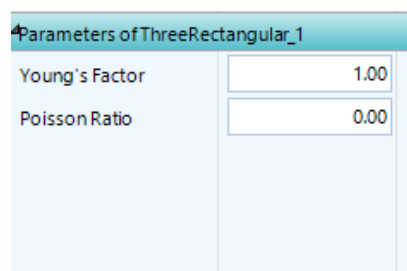 Parameters of ThreeRectangular_1
Young's Factor
1.00
Poisson Ratio
0.00